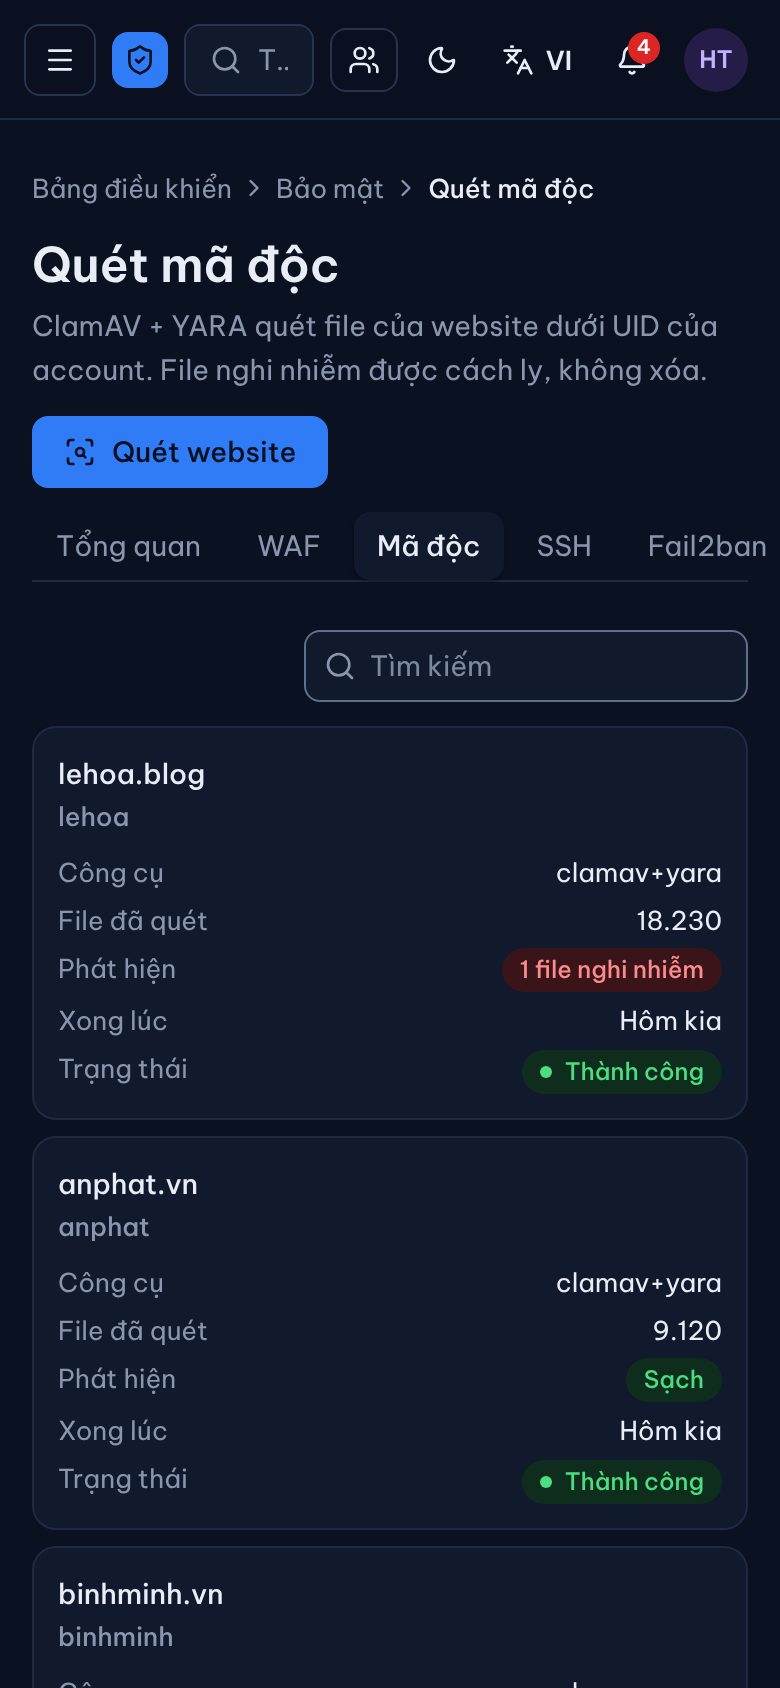 T..
VI
4
HT
Bảng điều khiển > Bảo mật > Quét mã độc
Quét mã độc
ClamAV + YARA quét file của website dưới UID của
account. File nghi nhiễm được cách ly, không xóa.
Quét website
Tổng quan WAF Mã độc SSH Fail2ban
Tìm kiếm
lehoa.blog
lehoa
Công cụ clamav+yara
File đã quét 18.230
Phát hiện 1 file nghi nhiễm
Xong lúc Hôm kia
Trạng thái Thành công
anphat.vn
anphat
Công cụ clamav+yara
File đã quét 9.120
Phát hiện Sạch
Xong lúc Hôm kia
Trạng thái Thành công
binhminh.vn
binhminh